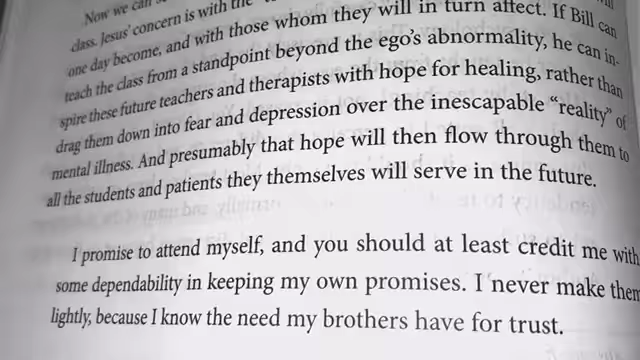 Now we can
class. Jesus' concern is with the
one day become, and with those whom they will in turn affect. If Bill can
teach the class from a standpoint beyond the ego's abnormality, he can in-
spire these future teachers and therapists with hope for healing, rather than
drag them down into fear and depression over the inescapable “reality” of
mental illness. And presumably that hope will then flow through them to
all the students and patients they themselves will serve in the future.
I promise to attend myself, and you should at least credit me with
some dependability in keeping my own promises. I never make them
lightly, because I know the need my brothers have for trust.